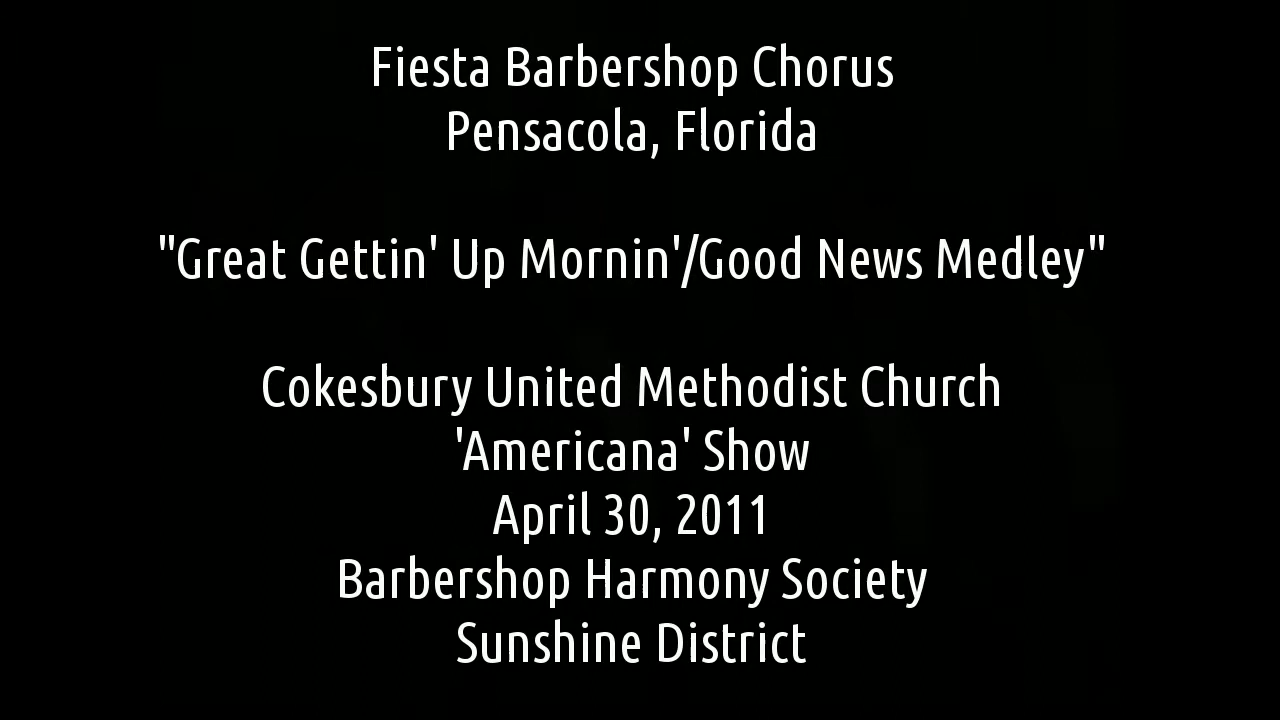 Fiesta Barbershop Chorus
Pensacola, Florida
"Great Gettin' Up Mornin'/Good News Medley"
Cokesbury United Methodist Church
'Americana' Show
April 30, 2011
Barbershop Harmony Society
Sunshine District